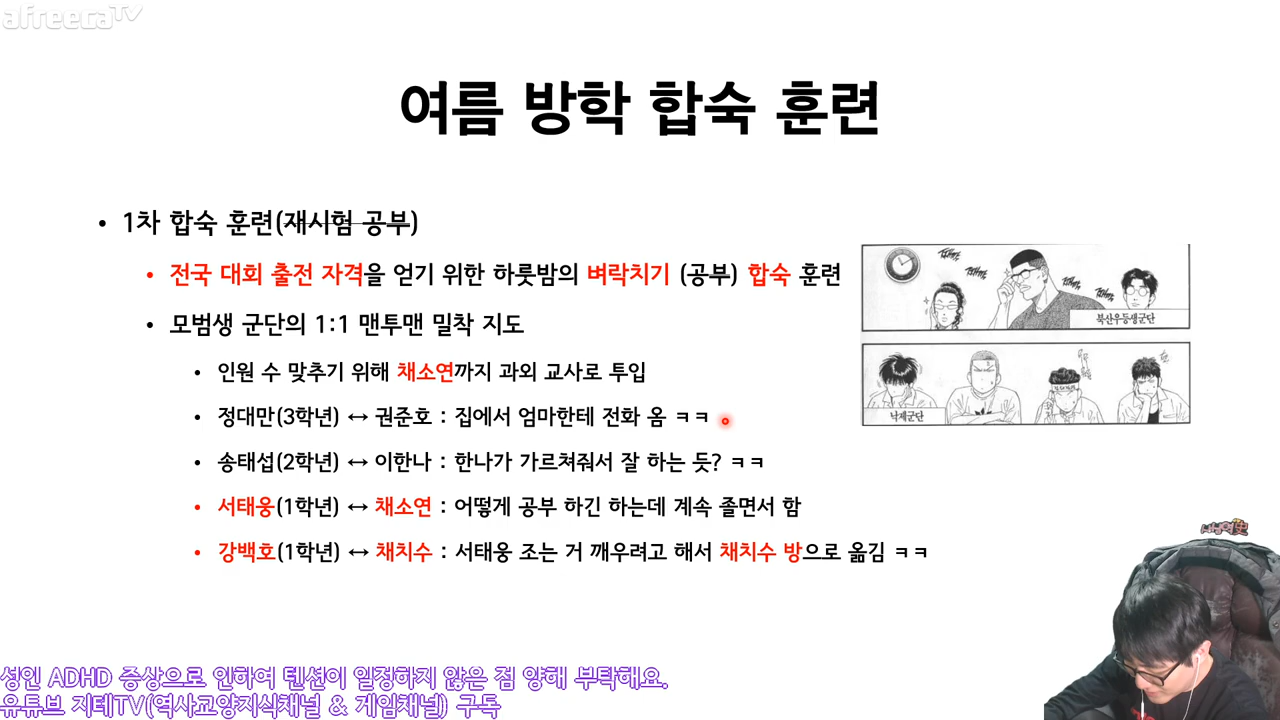 afreecaTV
여름 방학 합숙 훈련
• 1차 합숙 훈련(재시험 공부)
• 전국 대회 출전 자격을 얻기 위한 하룻밤의 벼락치기 (공부) 합숙 훈련
• 모범생 군단의 1:1 맨투맨 밀착 지도
• 인원 수 맞추기 위해 채소연까지 과외 교사로 투입
• 정대만(3학년) ↔ 권준호 : 집에서 엄마한테 전화 옴 ㅋㅋ
• 송태섭(2학년) ↔ 이한나 : 한나가 가르쳐줘서 잘 하는 듯? ㅋㅋ
• 서태웅(1학년) ↔ 채소연 : 어떻게 공부 하긴 하는데 계속 졸면서 함
• 강백호(1학년) ↔ 채치수 : 서태웅 조는 거 깨우려고 해서 채치수 방으로 옮김 ㅋㅋ
북산우등생군단
낙제군단
성인 ADHD 증상으로 인하여 텐션이 일정하지 않은 점 양해 부탁해요.
유튜브 지테TV(역사교양지식채널 & 게임채널) 구독